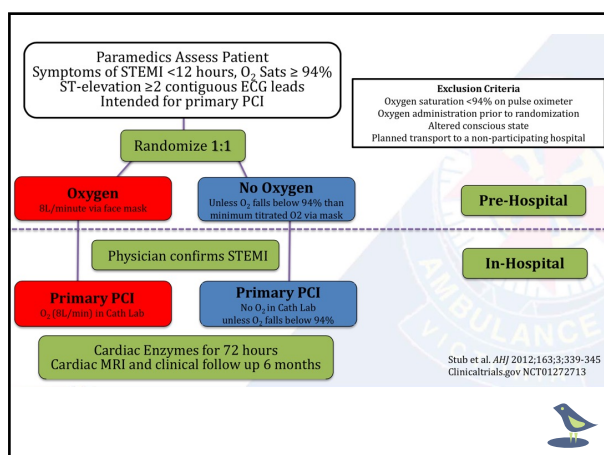 Paramedics Assess Patient
Symptoms of STEMI <12 hours, O2 Sats ≥ 94%
ST-elevation ≥2 contiguous ECG leads
Intended for primary PCI
Exclusion Criteria
Oxygen saturation <94% on pulse oximeter
Oxygen administration prior to randomization
Altered conscious state
Planned transport to a non-participating hospital
Randomize 1:1
Oxygen
8L/minute via face mask
No Oxygen
Unless O2 falls below 94% than
minimum titrated O2 via mask
Pre-Hospital
Physician confirms STEMI
In-Hospital
Primary PCI
O2 (8L/min) in Cath Lab
Primary PCI
No O2 in Cath Lab
unless O2 falls below 94%
Cardiac Enzymes for 72 hours
Cardiac MRI and clinical follow up 6 months
Stub et al. AHJ 2012;163;3;339-345
Clinicaltrials.gov NCT01272713
AMBULANCE